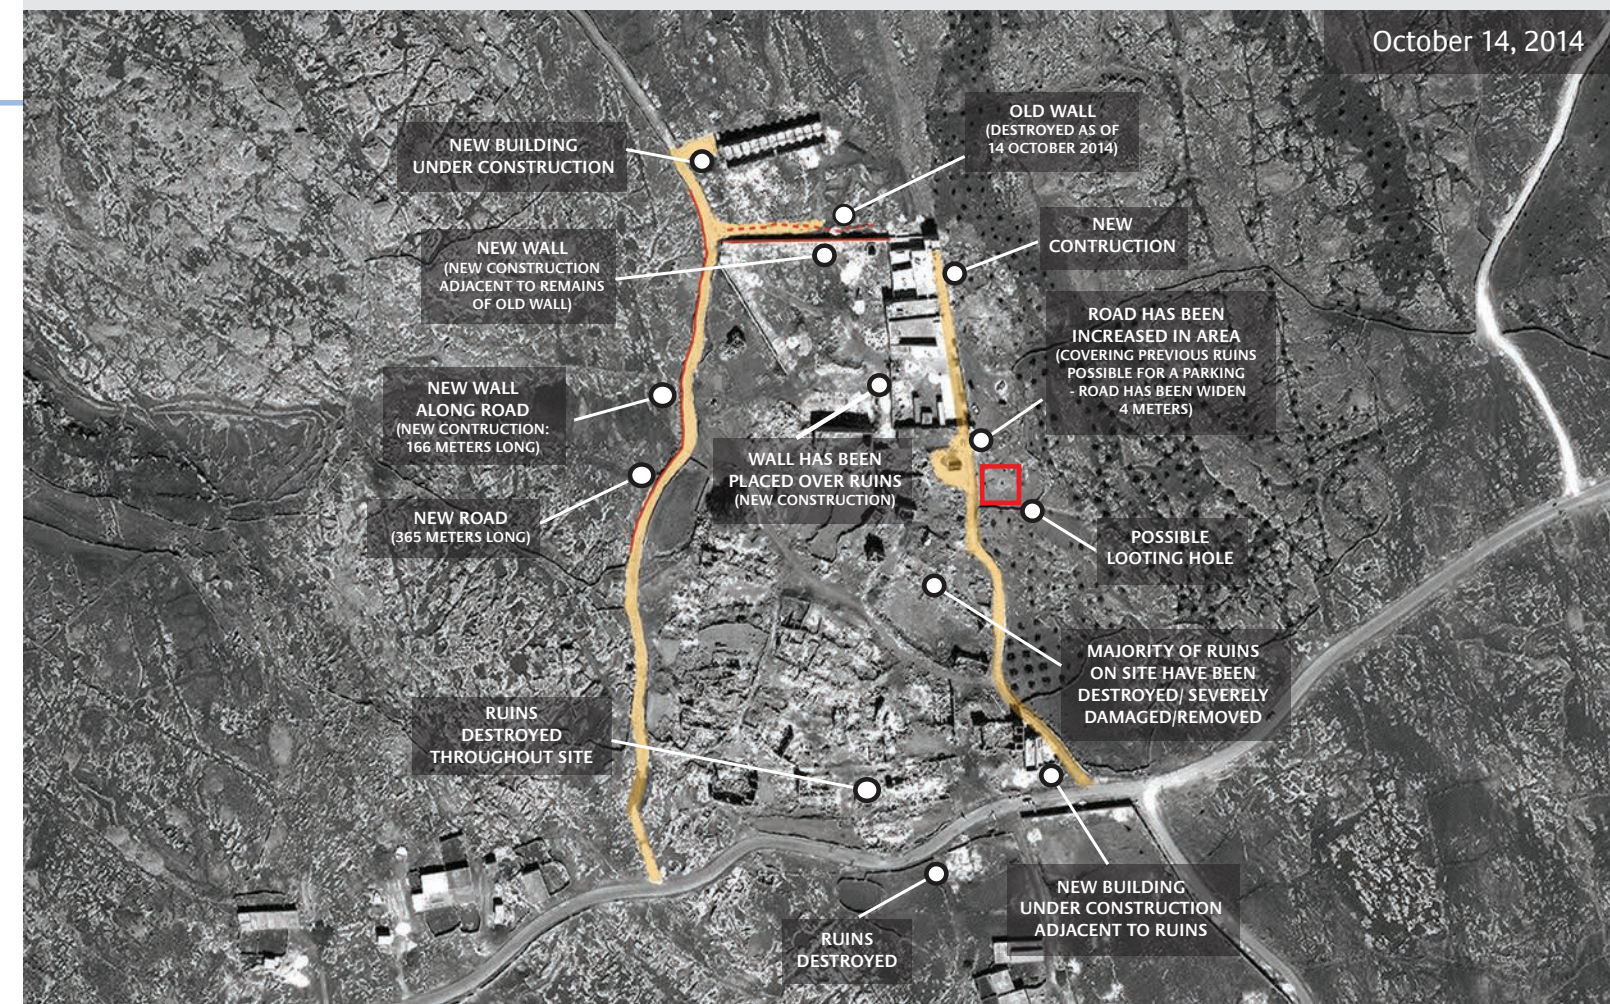 October 14, 2014
OLD WALL
(DESTROYED AS OF
14 OCTOBER 2014)
NEW BUILDING
UNDER CONSTRUCTION
NEW
CONTRUCTION
NEW WALL
(NEW CONSTRUCTION
ADJACENT TO REMAINS
OF OLD WALL)
ROAD HAS BEEN
INCREASED IN AREA
(COVERING PREVIOUS RUINS
POSSIBLE FOR A PARKING
- ROAD HAS BEEN WIDEN
4 METERS)
NEW WALL
ALONG ROAD
(NEW CONTRUCTION:
166 METERS LONG)
WALL HAS BEEN
PLACED OVER RUINS
(NEW CONSTRUCTION)
NEW ROAD
(365 METERS LONG)
POSSIBLE
LOOTING HOLE
MAJORITY OF RUINS
ON SITE HAVE BEEN
DESTROYED/ SEVERELY
DAMAGED/REMOVED
RUINS
DESTROYED
THROUGHOUT SITE
NEW BUILDING
UNDER CONSTRUCTION
ADJACENT TO RUINS
RUINS
DESTROYED